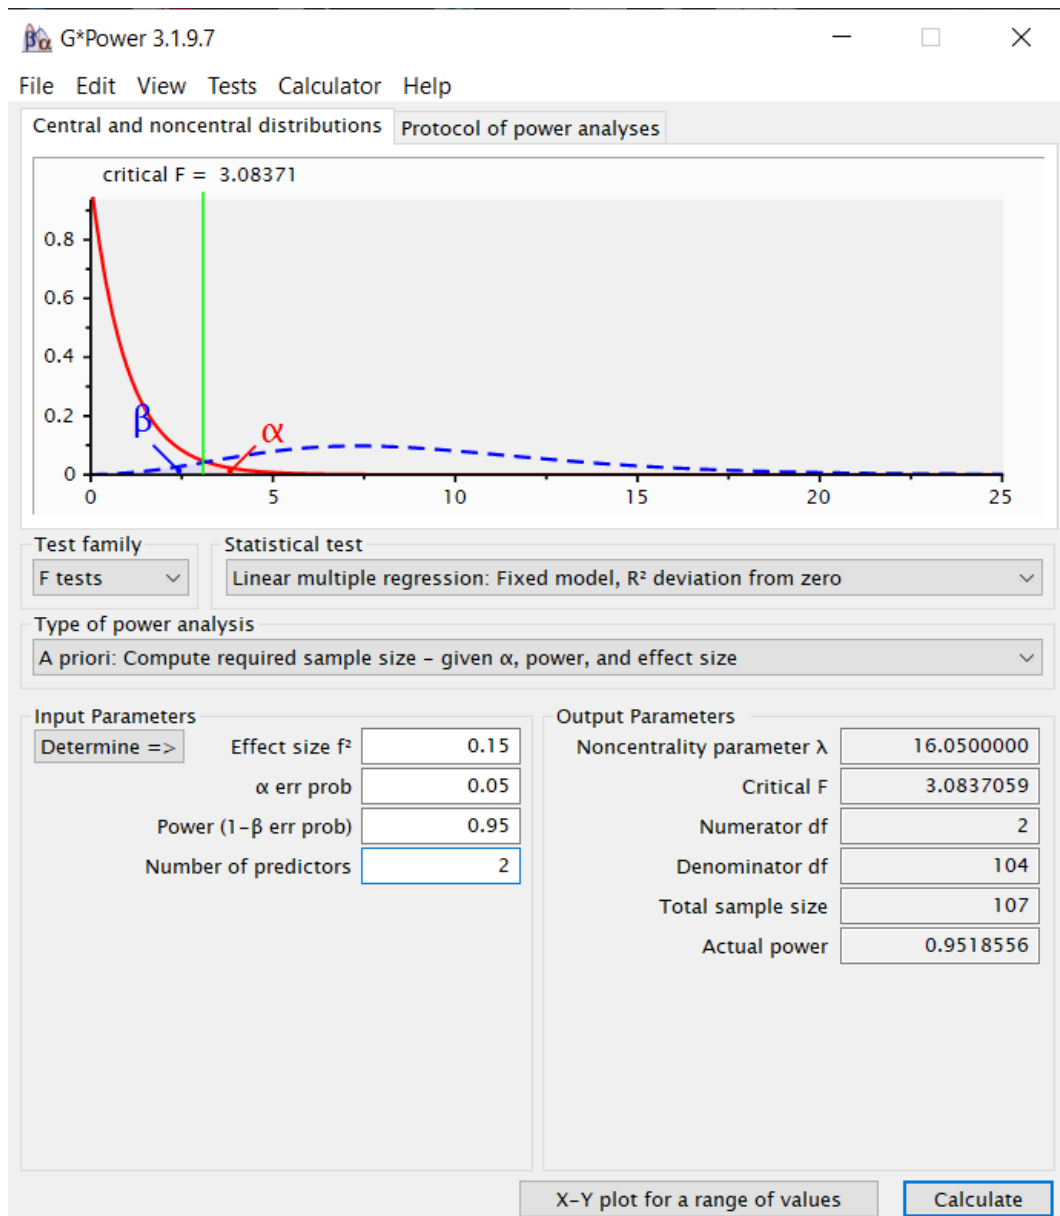 G*Power 3.1.9.7
File Edit View Tests Calculator Help
Central and noncentral distributions Protocol of power analyses
critical F = 3.08371
0.8
0.6
0.4
0.2
β α
0
0 5 10 15 20 25
Test family Statistical test
F tests Linear multiple regression: Fixed model, R² deviation from zero
Type of power analysis
A priori: Compute required sample size – given α, power, and effect size
Input Parameters Output Parameters
Determine => Effect size f² 0.15 Noncentrality parameter λ 16.0500000
α err prob 0.05 Critical F 3.0837059
Power (1–β err prob) 0.95 Numerator df 2
Number of predictors 2 Denominator df 104
Total sample size 107
Actual power 0.9518556
X–Y plot for a range of values Calculate